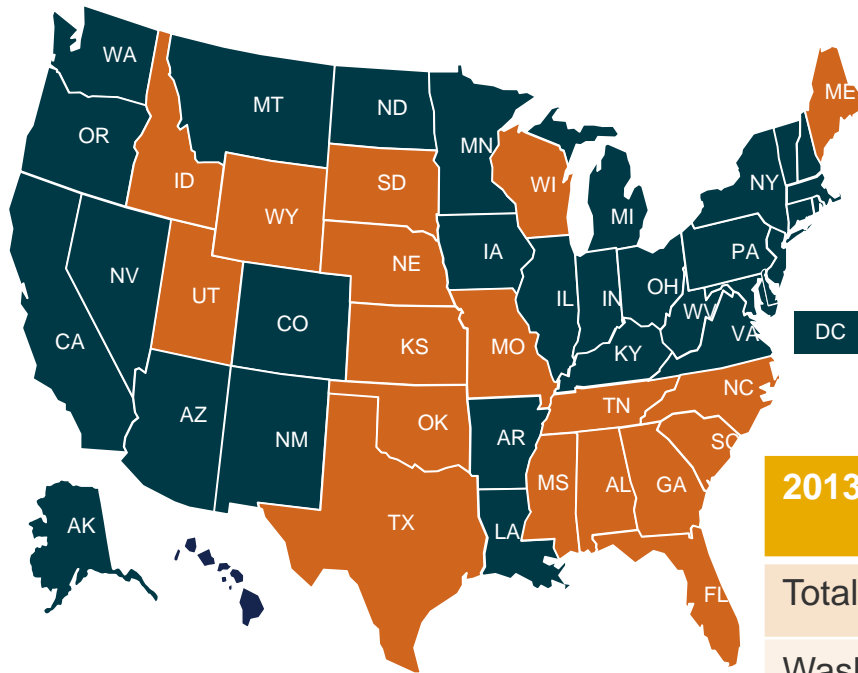 WA
ME
MT
ND
OR
MN
ID
SD
WI
NY
WY
MI
IA
PA
NE
NV
OH
UT
IL
IN
CO
WV
VA
DC
CA
KS
MO
KY
NC
TN
AZ
OK
AR
SC
NM
MS
AL
GA
2013
TX
LA
AK
Total
FL
Wash